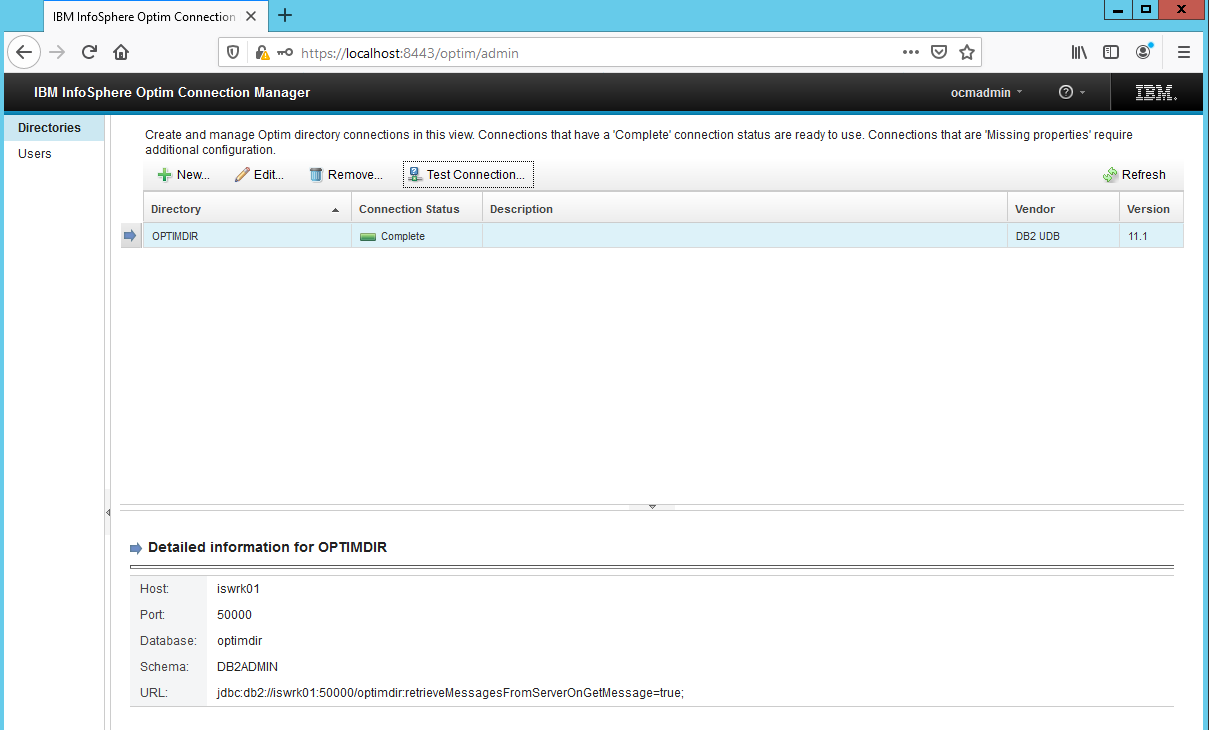 IBM InfoSphere Optim Connection
https://localhost:8443/optim/admin
IBM InfoSphere Optim Connection Manager
ocmadmin
?
IBM.
Directories
Users
Create and manage Optim directory connections in this view. Connections that have a 'Complete' connection status are ready to use. Connections that are 'Missing properties' require
additional configuration.
New... Edit... Remove... Test Connection... Refresh
Directory Connection Status Description Vendor Version
OPTIMDIR Complete DB2 UDB 11.1
Detailed information for OPTIMDIR
Host: iswrk01
Port: 50000
Database: optimdir
Schema: DB2ADMIN
URL: jdbc:db2://iswrk01:50000/optimdir:retrieveMessagesFromServerOnGetMessage=true;